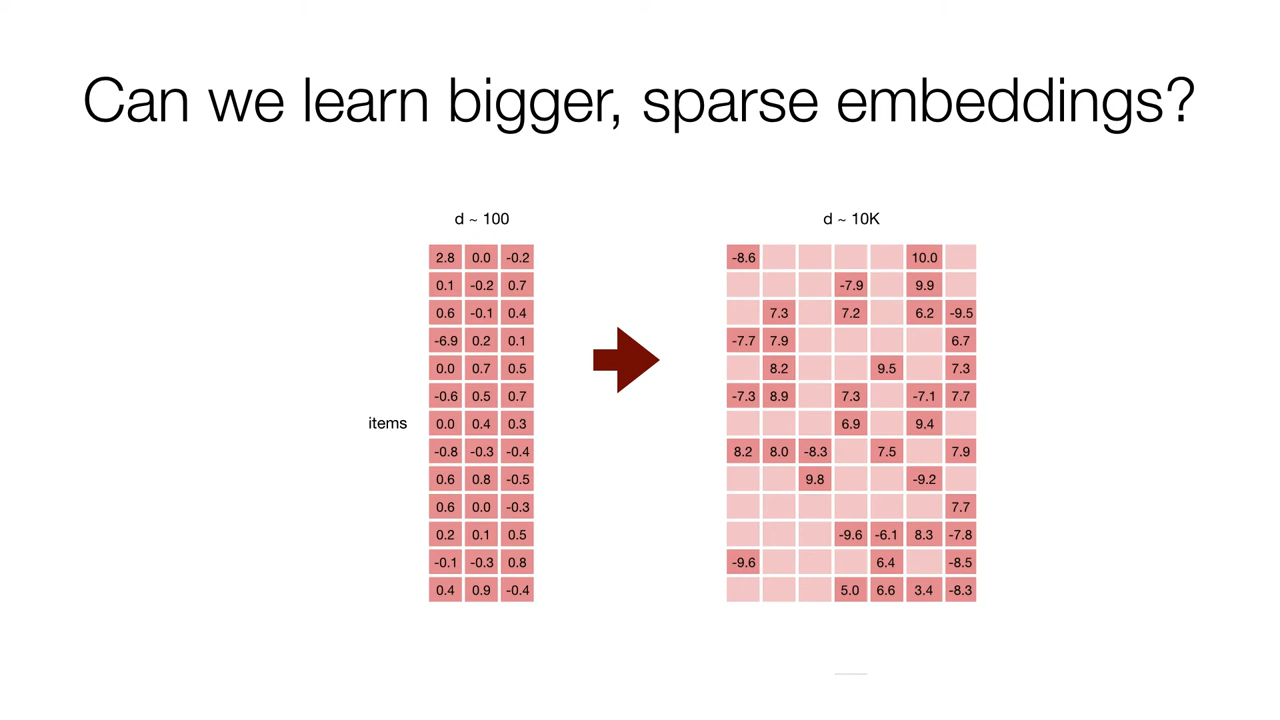 Can we learn bigger, sparse embeddings?
d ~ 100
d ~ 10K
items
2.8 0.0 -0.2
0.1 -0.2 0.7
0.6 -0.1 0.4
-6.9 0.2 0.1
0.0 0.7 0.5
-0.6 0.5 0.7
0.0 0.4 0.3
-0.8 -0.3 -0.4
0.6 0.8 -0.5
0.6 0.0 -0.3
0.2 0.1 0.5
-0.1 -0.3 0.8
0.4 0.9 -0.4
-8.6 10.0
-7.9 9.9
7.3 7.2 6.2 -9.5
-7.7 7.9 6.7
8.2 9.5 7.3
-7.3 8.9 7.3 -7.1 7.7
6.9 9.4
8.2 8.0 -8.3 7.5 7.9
9.8 -9.2
7.7
-9.6 -6.1 8.3 -7.8
-9.6 6.4 -8.5
5.0 6.6 3.4 -8.3